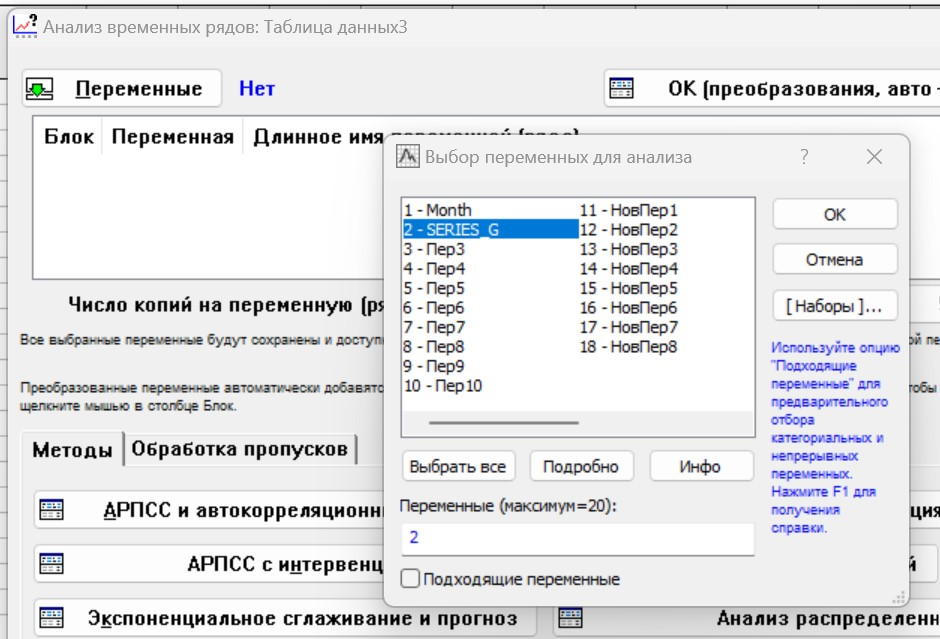 Анализ временных рядов: Таблица данных3
Переменные
Нет
OK (преобразования, авто -
Блок Переменная Длинное имя переменной (ряда)
Выбор переменных для анализа ?
1 - Month
2 - SERIES_G
3 - Пер3
4 - Пер4
5 - Пер5
6 - Пер6
7 - Пер7
8 - Пер8
9 - Пер9
10 - Пер10
11 - НовПер1
12 - НовПер2
13 - НовПер3
14 - НовПер4
15 - НовПер5
16 - НовПер6
17 - НовПер7
18 - НовПер8
OK
Отмена
[ Наборы ]...
Используйте опцию
"Подходящие
переменные" для
предварительного
отбора
категориальных и
непрерывных
переменных.
Нажмите F1 для
получения
справки.
Выбрать все
Подробно
Инфо
Переменные (максимум=20):
2
Подходящие переменные
Число копий на переменную (ря
Все выбранные переменные будут сохранены и доступн
Преобразованные переменные автоматически добавятс
щелкните мышью в столбце Блок.
Методы
Обработка пропусков
АРПСС и автокорреляционн
АРПСС с интервенц
Экспоненциальное сглаживание и прогноз
Анализ распределенн